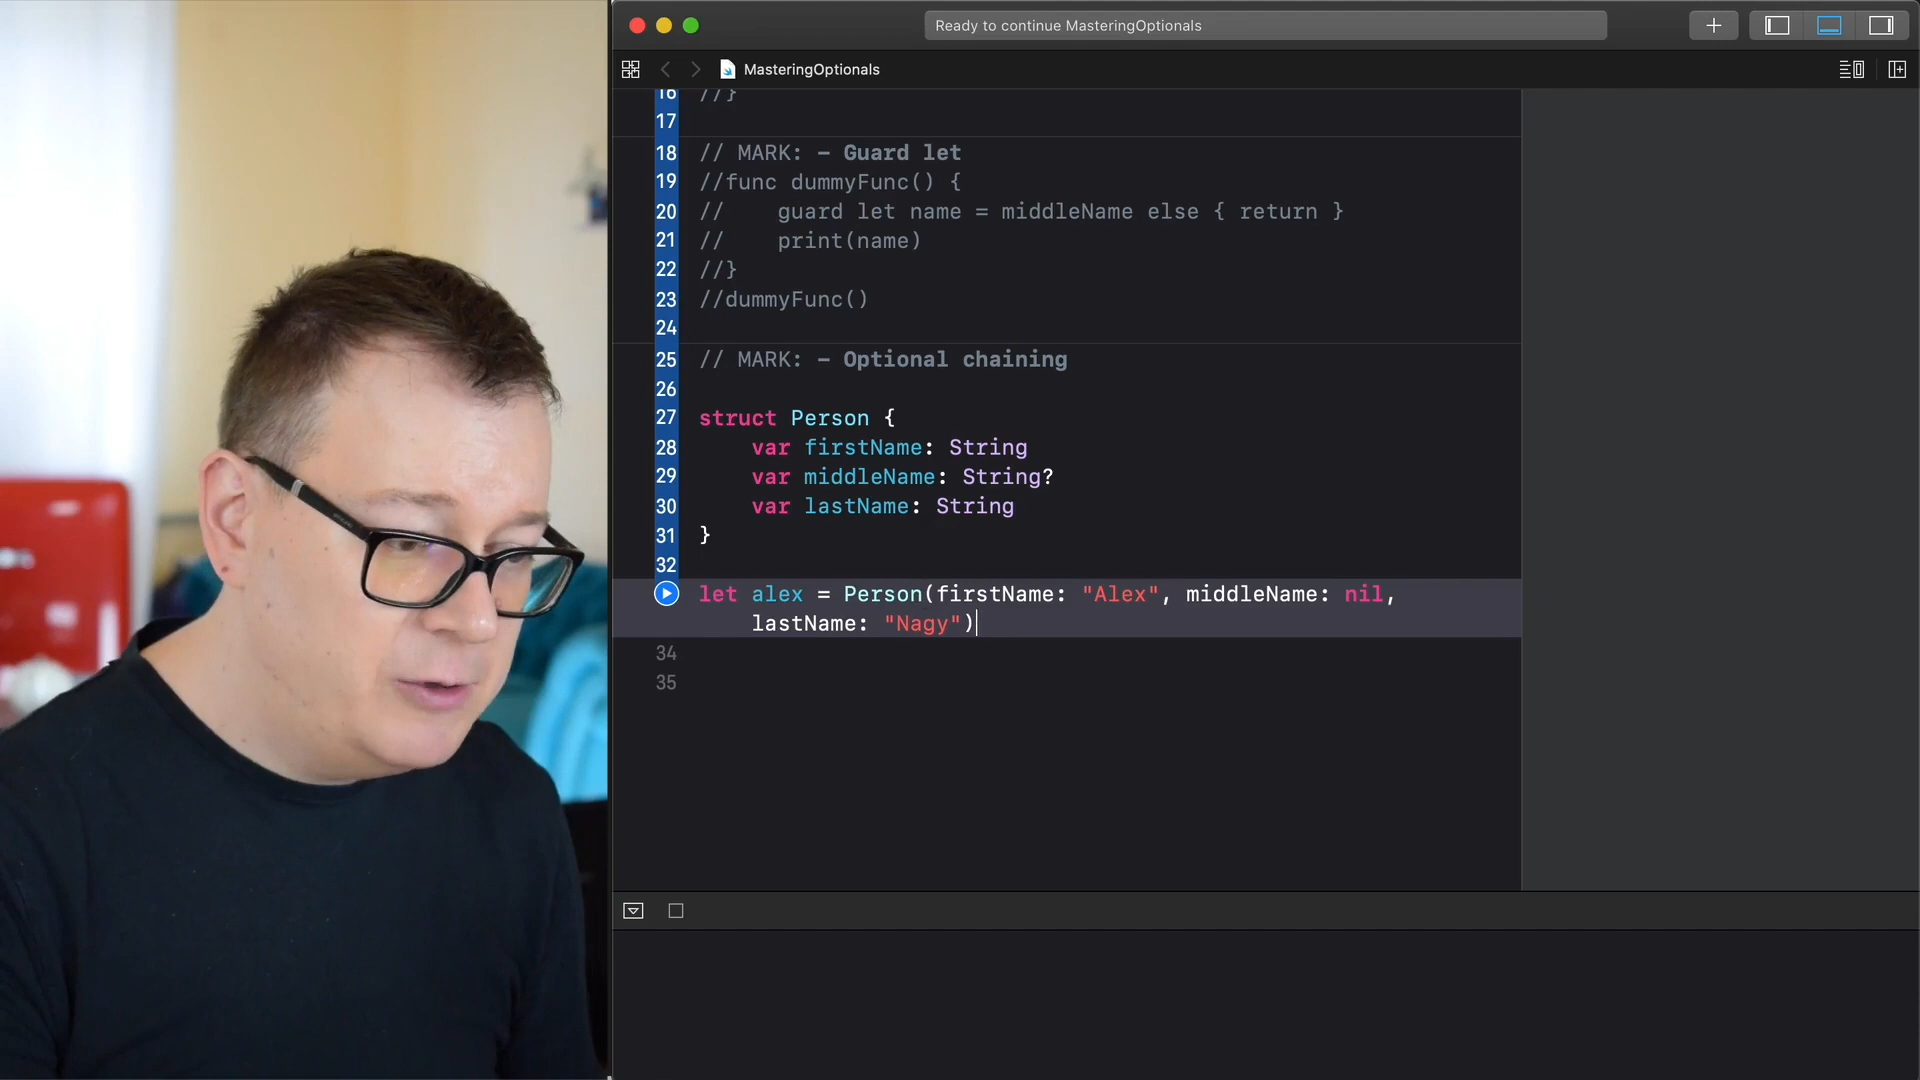 Ready to continue MasteringOptionals
MasteringOptionals
16 //}
17
18 // MARK: - Guard let
19 //func dummyFunc() {
20 //    guard let name = middleName else { return }
21 //    print(name)
22 //}
23 //dummyFunc()
24
25 // MARK: - Optional chaining
26
27 struct Person {
28     var firstName: String
29     var middleName: String?
30     var lastName: String
31 }
32
let alex = Person(firstName: "Alex", middleName: nil,
lastName: "Nagy")
34
35